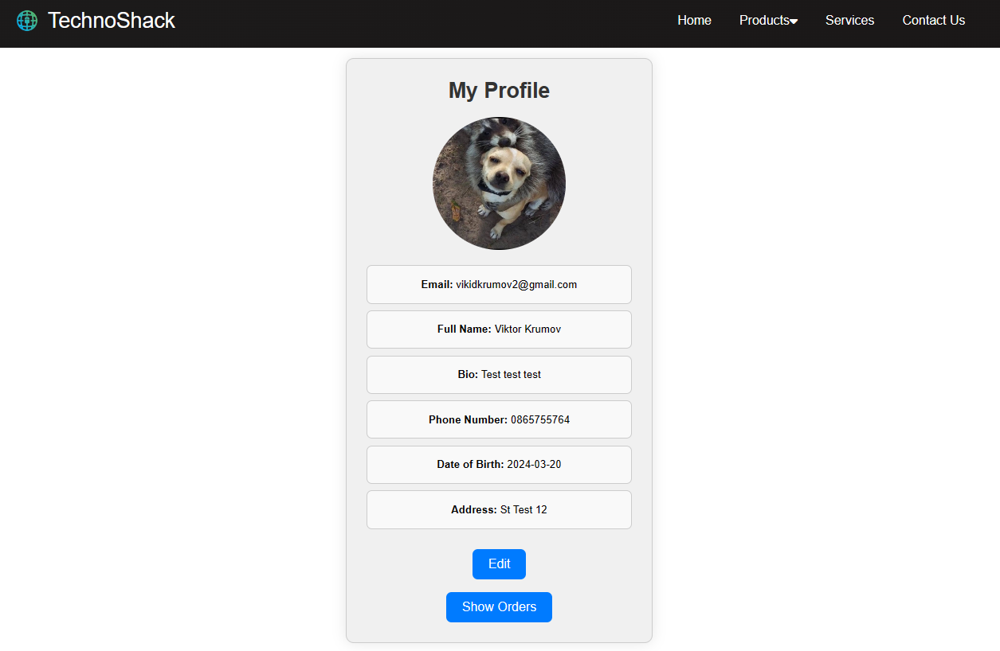 TechnoShack
Home Products Services Contact Us
My Profile
Email: vikidkrumov2@gmail.com
Full Name: Viktor Krumov
Bio: Test test test
Phone Number: 0865755764
Date of Birth: 2024-03-20
Address: St Test 12
Edit
Show Orders